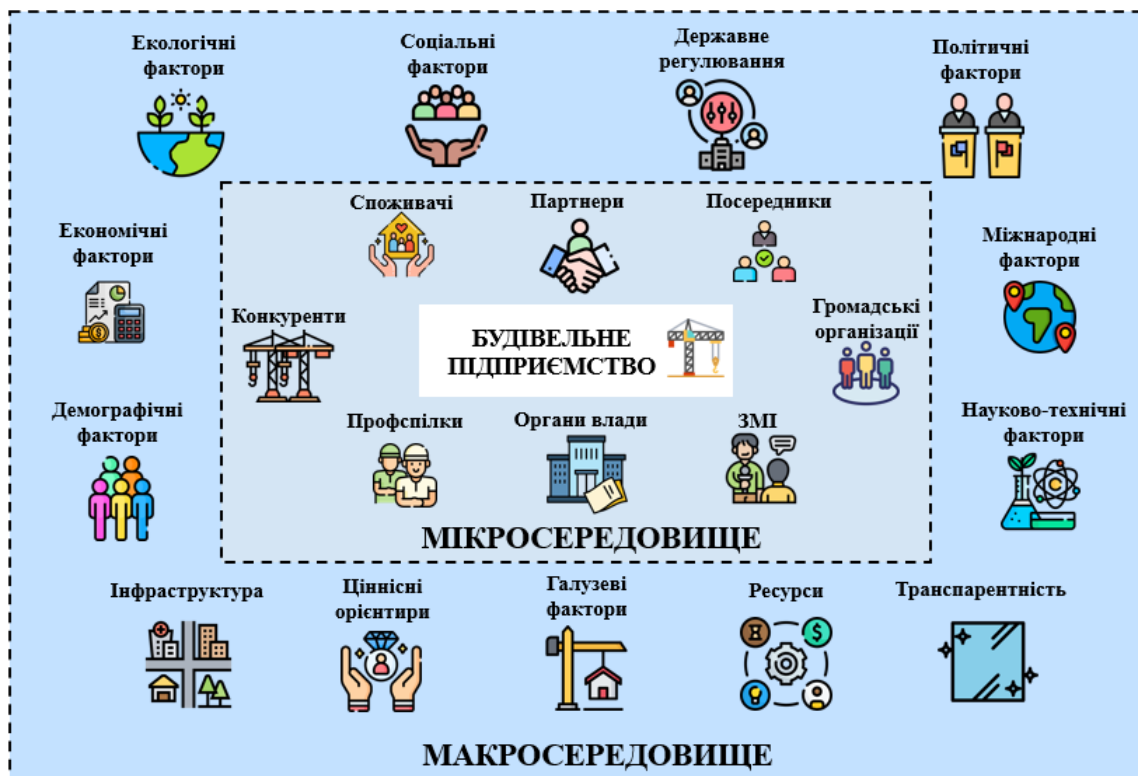 Екологічні
фактори
Соціальні
фактори
Державне
регулювання
Політичні
фактори
Споживачі
Партнери
Посередники
Економічні
фактори
Міжнародні
фактори
Конкуренти
БУДІВЕЛЬНЕ
ПІДПРИЄМСТВО
Громадські
організації
Демографічні
фактори
Профспілки
Органи влади
ЗМІ
Науково-технічні
фактори
МІКРОСЕРЕДОВИЩЕ
Інфраструктура
Ціннісні
орієнтири
Галузеві
фактори
Ресурси
Транспарентність
МАКРОСЕРЕДОВИЩЕ